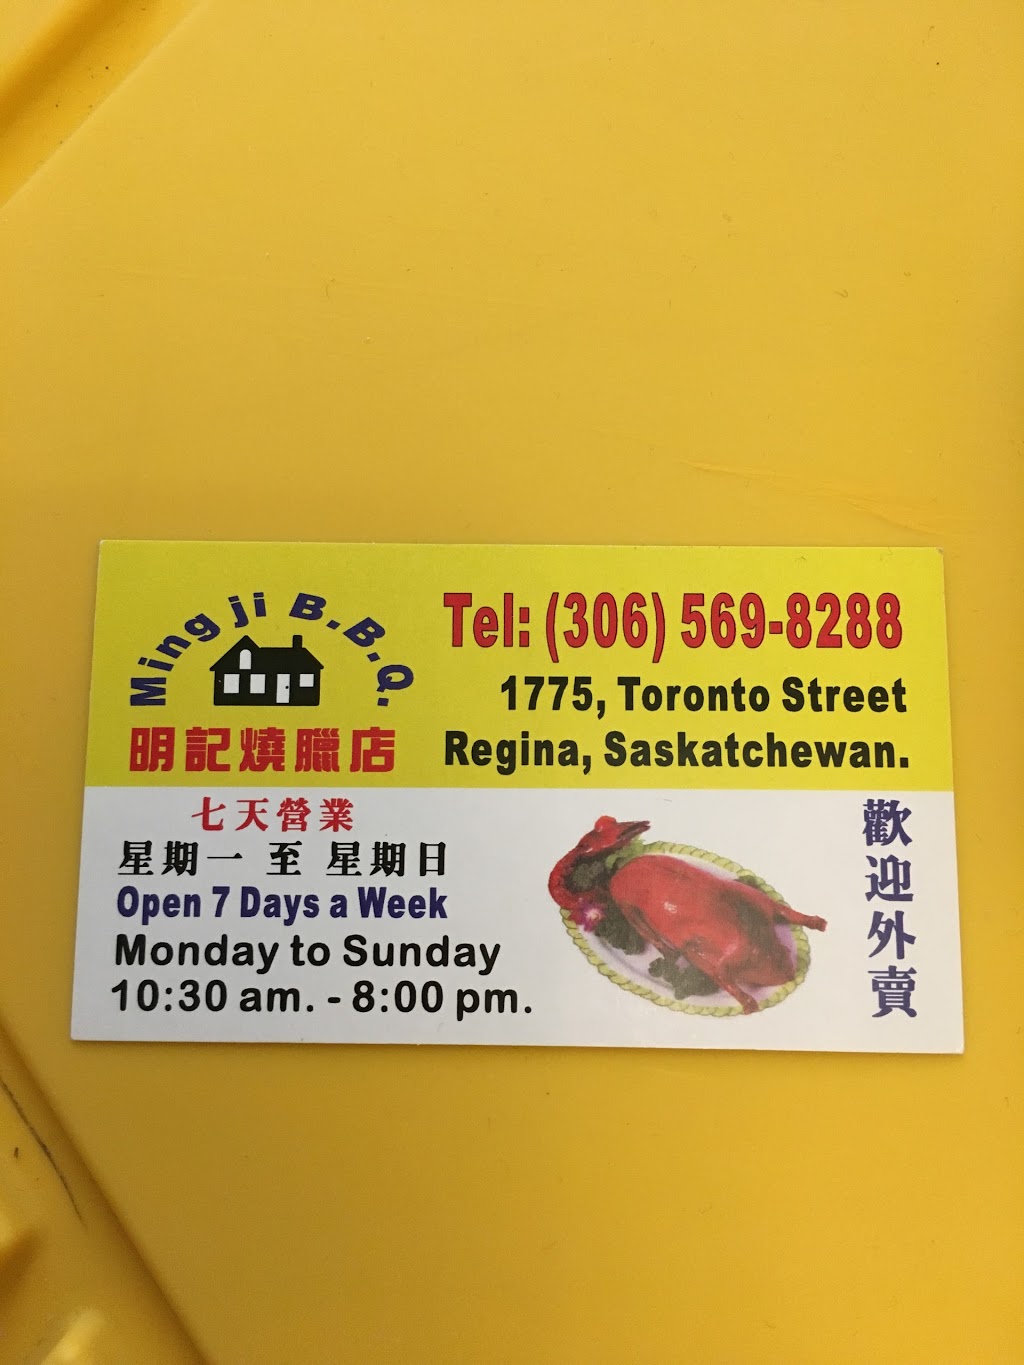 Ming ji B.B.Q.
明記燒臘店
Tel: (306) 569-8288
1775, Toronto Street
Regina, Saskatchewan.
七天營業
星期一 至 星期日
Open 7 Days a Week
Monday to Sunday
10:30 am. - 8:00 pm.
歡迎外賣